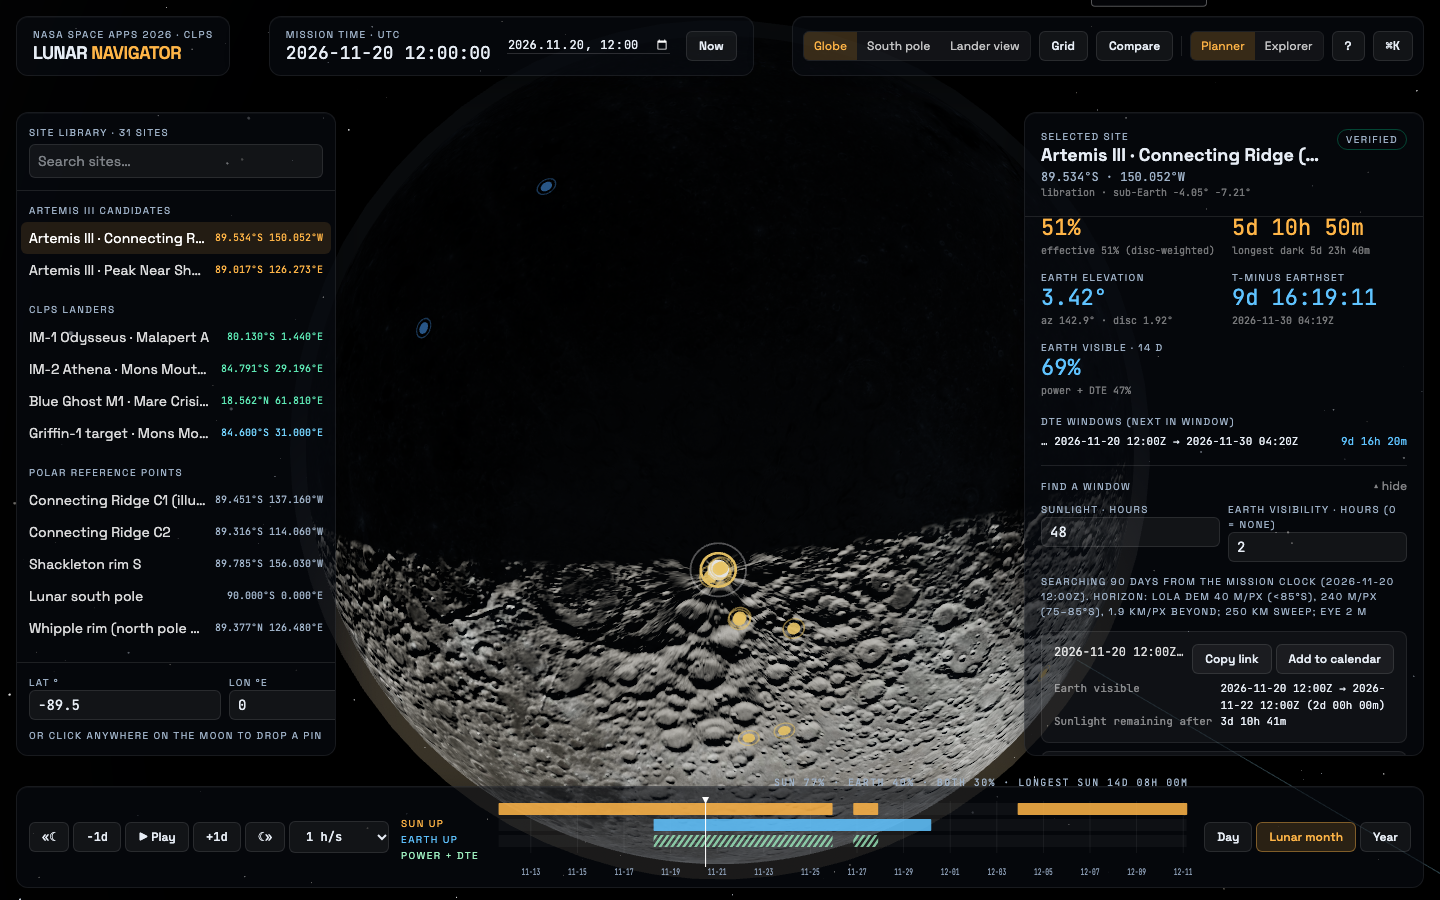 NASA SPACE APPS 2026 · CLPS
LUNAR NAVIGATOR
MISSION TIME · UTC
2026-11-20 12:00:00
2026.11.20, 12:00
Now
Globe
South pole
Lander view
Grid
Compare
Planner
Explorer
?
⌘K
SITE LIBRARY · 31 SITES
Search sites…
ARTEMIS III CANDIDATES
Artemis III · Connecting R… 89.534°S 150.052°W
Artemis III · Peak Near Sh… 89.017°S 126.273°E
CLPS LANDERS
IM-1 Odysseus · Malapert A 80.130°S 1.440°E
IM-2 Athena · Mons Mout… 84.791°S 29.196°E
Blue Ghost M1 · Mare Crisi… 18.562°N 61.810°E
Griffin-1 target · Mons Mo… 84.600°S 31.000°E
POLAR REFERENCE POINTS
Connecting Ridge C1 (illu… 89.451°S 137.160°W
Connecting Ridge C2 89.316°S 114.060°W
Shackleton rim S 89.785°S 156.030°W
Lunar south pole 90.000°S 0.000°E
Whipple rim (north pole … 89.377°N 126.480°E
LAT °
LON °E
-89.5
0
OR CLICK ANYWHERE ON THE MOON TO DROP A PIN
SELECTED SITE
VERIFIED
Artemis III · Connecting Ridge (…
89.534°S · 150.052°W
libration · sub-Earth -4.05° -7.21°
51%
5d 10h 50m
effective 51% (disc-weighted)
longest dark 5d 23h 40m
EARTH ELEVATION
T-MINUS EARTHSET
3.42°
9d 16:19:11
az 142.9° · disc 1.92°
2026-11-30 04:19Z
EARTH VISIBLE · 14 D
69%
power + DTE 47%
DTE WINDOWS (NEXT IN WINDOW)
… 2026-11-20 12:00Z → 2026-11-30 04:20Z 9d 16h 20m
FIND A WINDOW
▴ hide
SUNLIGHT · HOURS
EARTH VISIBILITY · HOURS (0 = NONE)
48
2
SEARCHING 90 DAYS FROM THE MISSION CLOCK (2026-11-20
12:00Z). HORIZON: LOLA DEM 40 M/PX (<85°S), 240 M/PX
(75–85°S), 1.9 KM/PX BEYOND; 250 KM SWEEP; EYE 2 M
2026-11-20 12:00Z…
Copy link
Add to calendar
Earth visible 2026-11-20 12:00Z → 2026-
11-22 12:00Z (2d 00h 00m)
Sunlight remaining after 3d 10h 41m
SUN 77% · EARTH 40% · BOTH 30% · LONGEST SUN 14D 08H 00M
«☾
-1d
▶ Play
+1d
☾»
1 h/s
SUN UP
EARTH UP
POWER + DTE
11-13 11-15 11-17 11-19 11-21 11-23 11-25 11-27 11-29 12-01 12-03 12-05 12-07 12-09 12-11
Day
Lunar month
Year